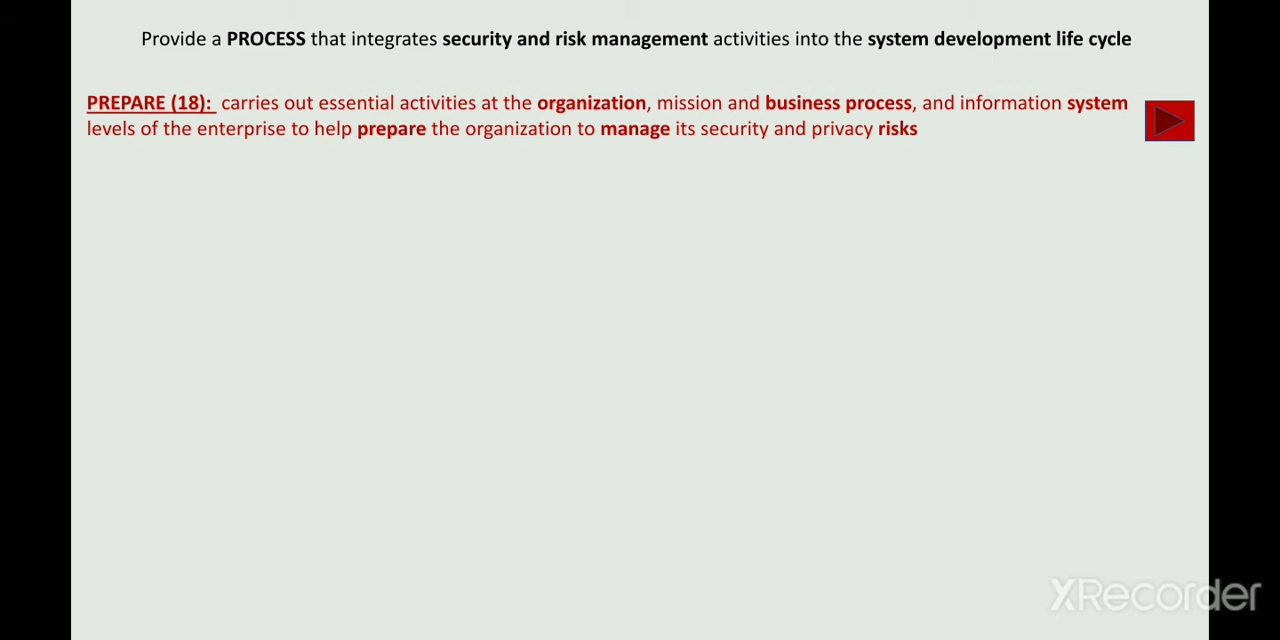 Provide a PROCESS that integrates security and risk management activities into the system development life cycle
PREPARE (18): carries out essential activities at the organization, mission and business process, and information system
levels of the enterprise to help prepare the organization to manage its security and privacy risks
XRecorder